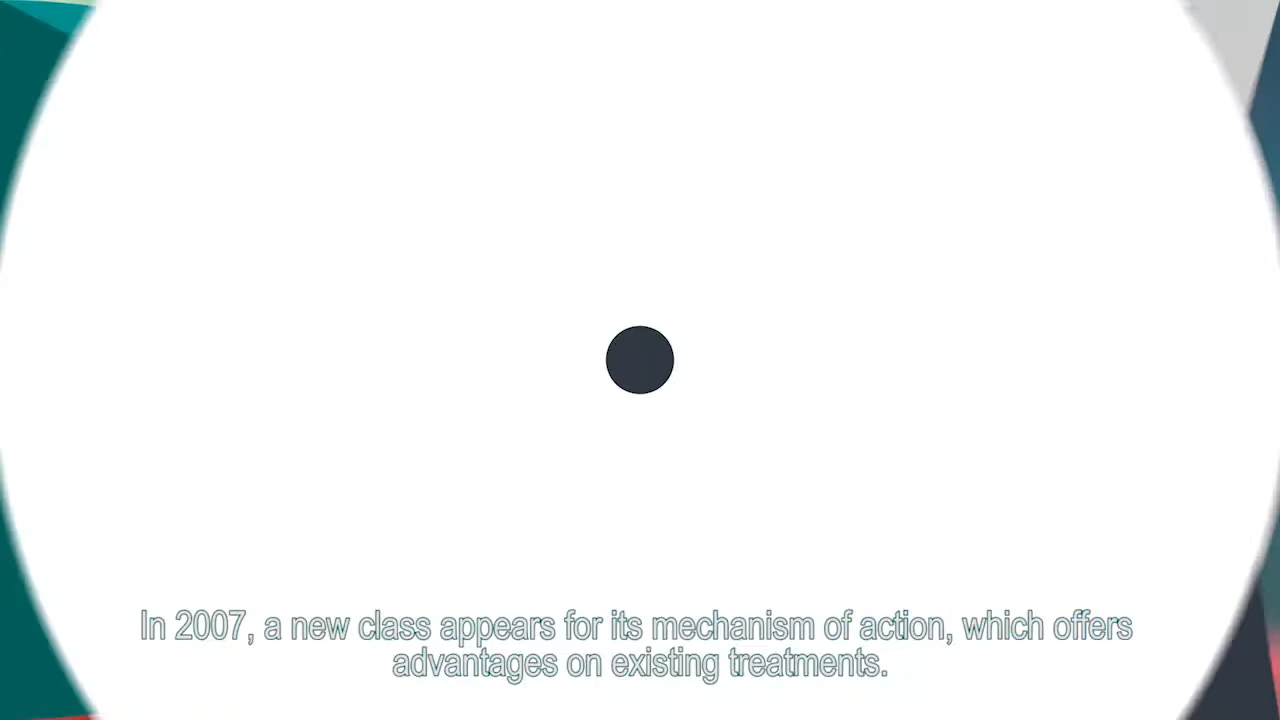 In 2007, a new class appears for its mechanism of action, which offers
advantages on existing treatments.